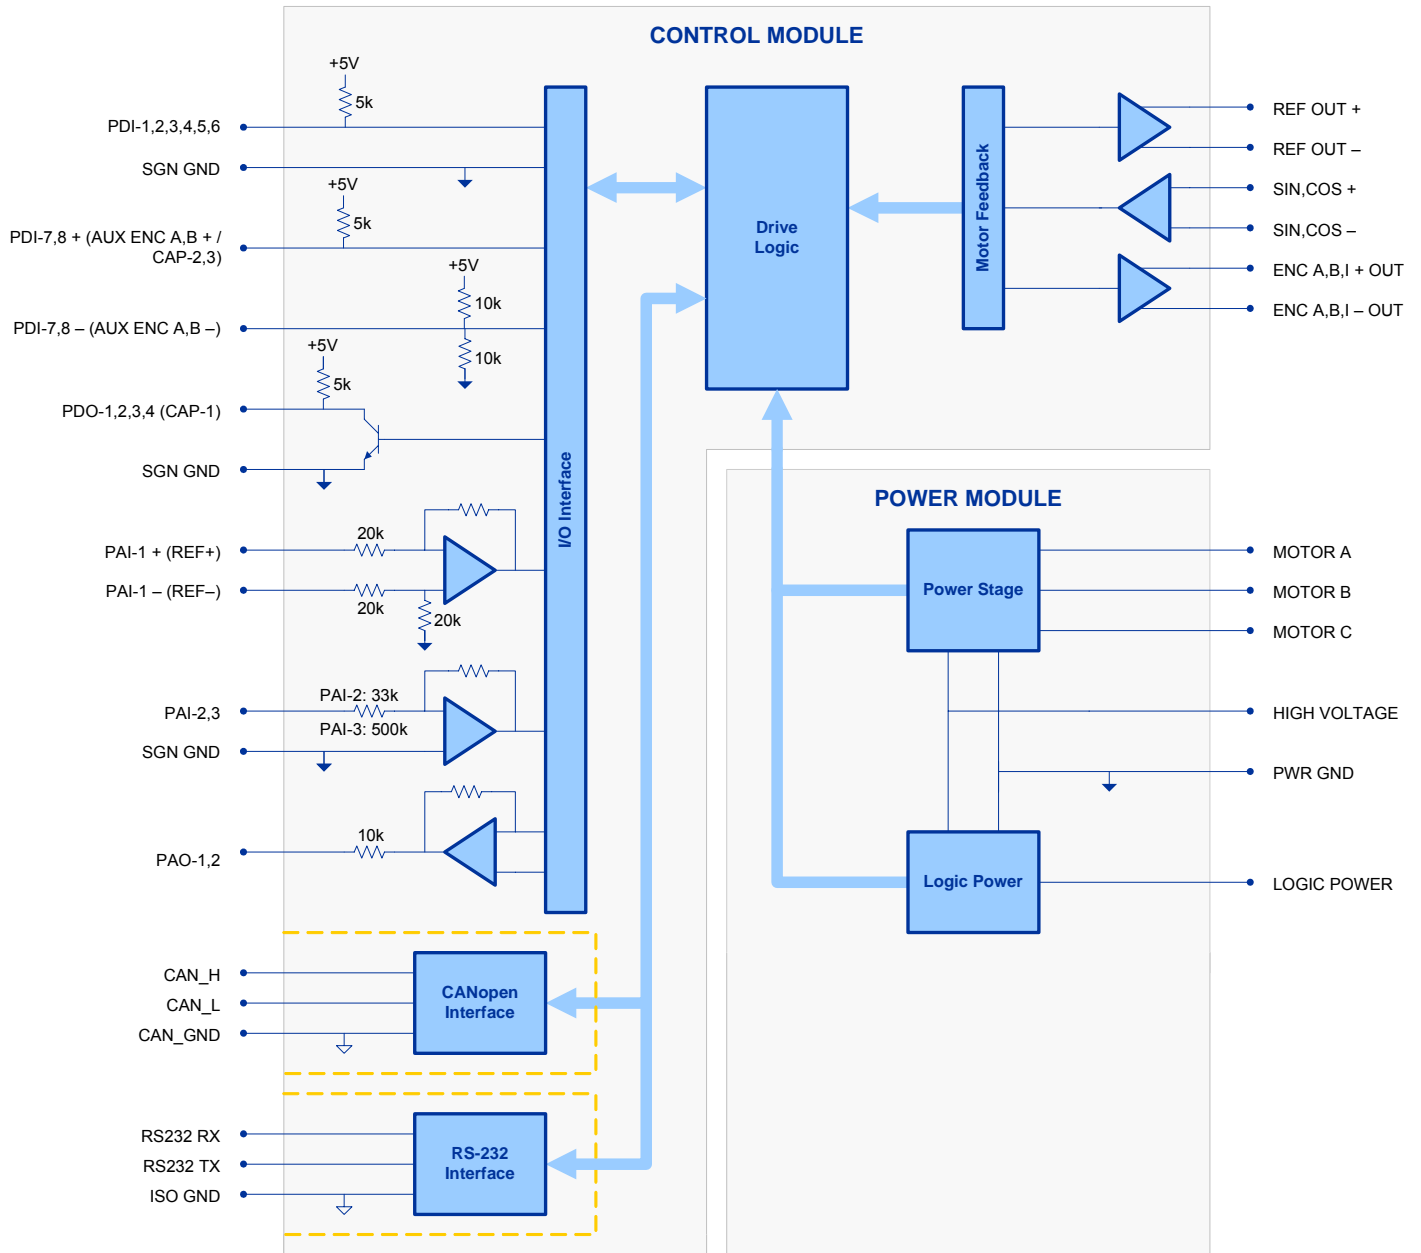 CONTROL MODULE
+5V
5k
PDI-1,2,3,4,5,6
SGN GND
+5V
5k
PDI-7,8 + (AUX ENC A,B + /
CAP-2,3)
+5V
10k
PDI-7,8 – (AUX ENC A,B –)
10k
+5V
5k
PDO-1,2,3,4 (CAP-1)
SGN GND
20k
PAI-1 + (REF+)
PAI-1 – (REF–)
20k
20k
PAI-2: 33k
PAI-2,3
PAI-3: 500k
SGN GND
10k
PAO-1,2
I/O Interface
Drive
Logic
Motor Feedback
REF OUT +
REF OUT –
SIN,COS +
SIN,COS –
ENC A,B,I + OUT
ENC A,B,I – OUT
POWER MODULE
Power Stage
MOTOR A
MOTOR B
MOTOR C
HIGH VOLTAGE
PWR GND
Logic Power
LOGIC POWER
CAN_H
CAN_L
CAN_GND
CANopen
Interface
RS232 RX
RS232 TX
ISO GND
RS-232
Interface